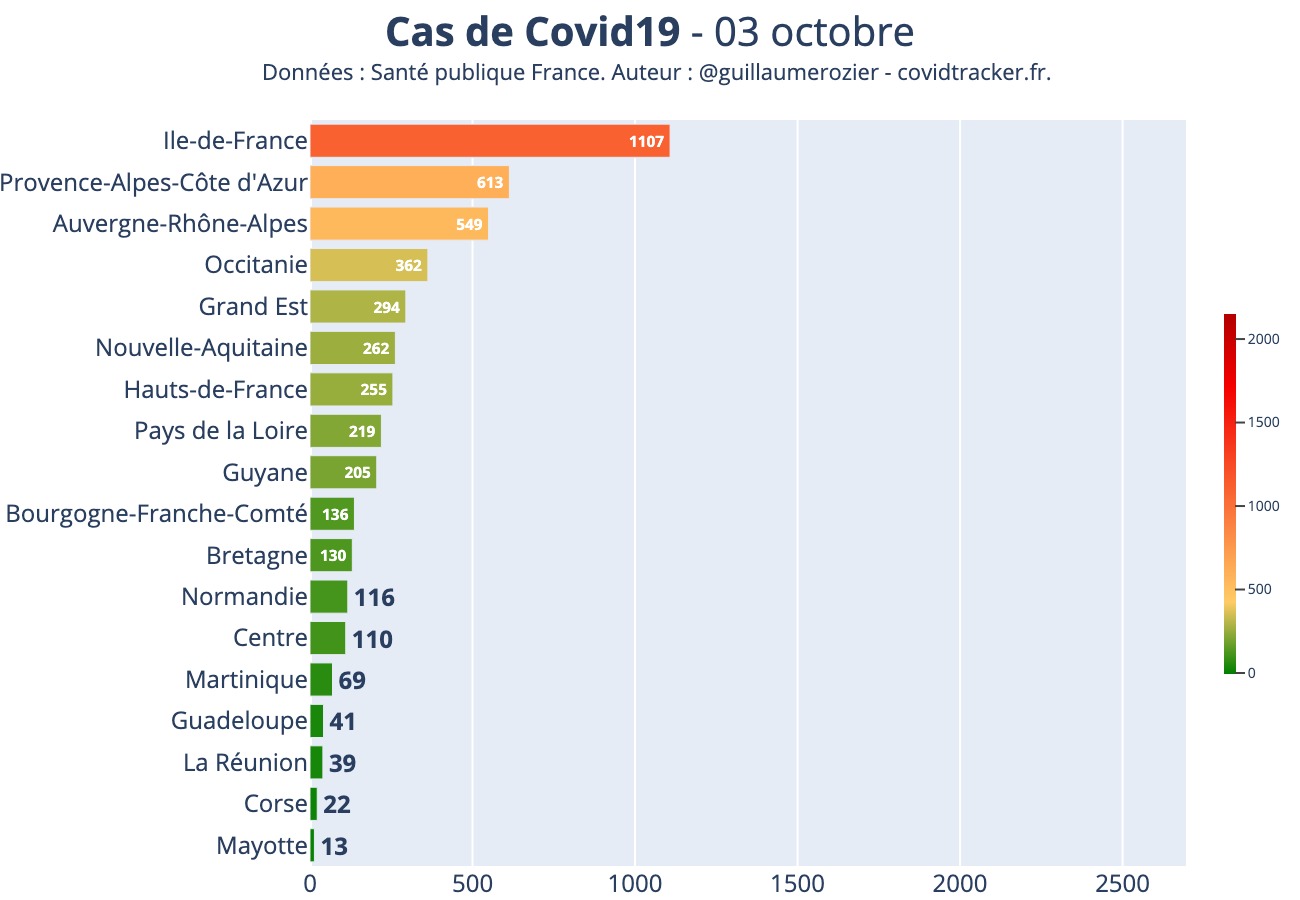 Cas de Covid19 - 03 octobre
Données : Santé publique France. Auteur : @guillaumerozier - covidtracker.fr.
Ile-de-France 1107
Provence-Alpes-Côte d'Azur 613
Auvergne-Rhône-Alpes 549
Occitanie 362
Grand Est 294
Nouvelle-Aquitaine 262
Hauts-de-France 255
Pays de la Loire 219
Guyane 205
Bourgogne-Franche-Comté 136
Bretagne 130
Normandie 116
Centre 110
Martinique 69
Guadeloupe 41
La Réunion 39
Corse 22
Mayotte 13
0 500 1000 1500 2000 2500
2000
1500
1000
500
0